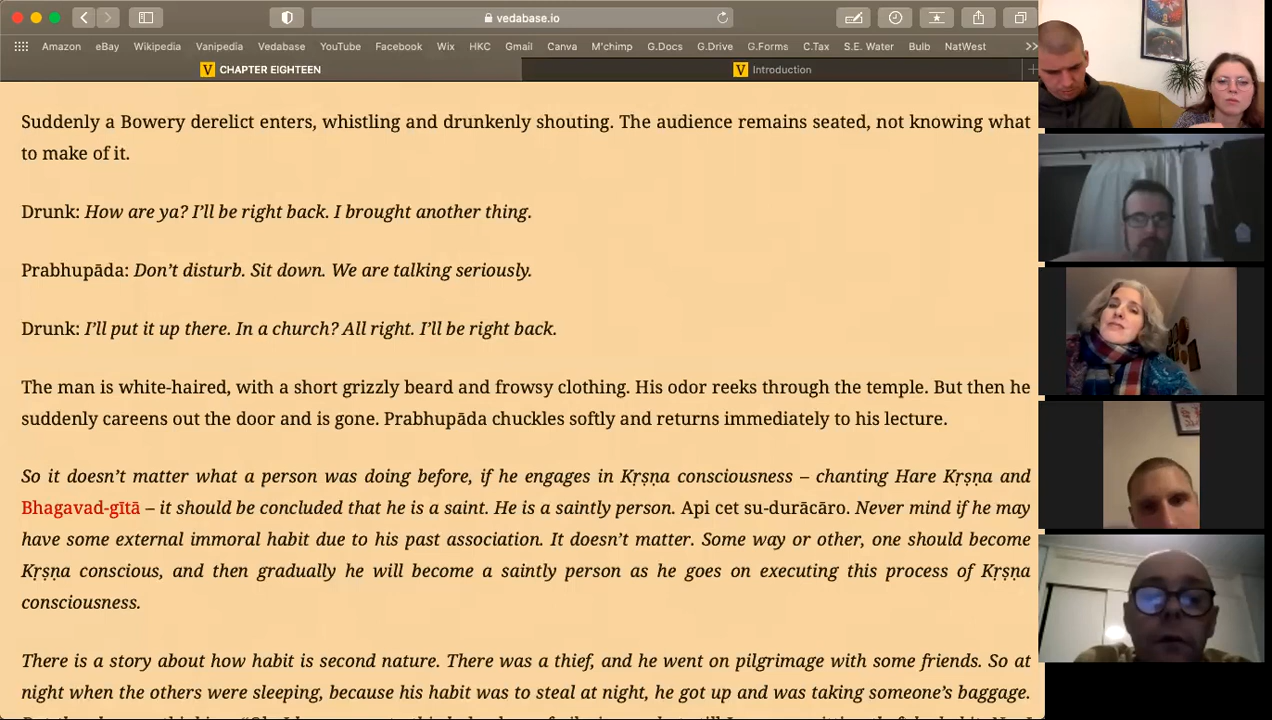 vedabase.io
Amazon eBay Wikipedia Vanipedia Vedabase YouTube Facebook Wix HKC Gmail Canva M'chimp G.Docs G.Drive G.Forms C.Tax S.E. Water Bulb NatWest >>
V CHAPTER EIGHTEEN V Introduction +
Suddenly a Bowery derelict enters, whistling and drunkenly shouting. The audience remains seated, not knowing what
to make of it.
Drunk: How are ya? I’ll be right back. I brought another thing.
Prabhupāda: Don’t disturb. Sit down. We are talking seriously.
Drunk: I’ll put it up there. In a church? All right. I’ll be right back.
The man is white-haired, with a short grizzly beard and frowsy clothing. His odor reeks through the temple. But then he
suddenly careens out the door and is gone. Prabhupāda chuckles softly and returns immediately to his lecture.
So it doesn’t matter what a person was doing before, if he engages in Kṛṣṇa consciousness – chanting Hare Kṛṣṇa and
Bhagavad-gītā – it should be concluded that he is a saint. He is a saintly person. Api cet su-durācāro. Never mind if he may
have some external immoral habit due to his past association. It doesn’t matter. Some way or other, one should become
Kṛṣṇa conscious, and then gradually he will become a saintly person as he goes on executing this process of Kṛṣṇa
consciousness.
There is a story about how habit is second nature. There was a thief, and he went on pilgrimage with some friends. So at
night when the others were sleeping, because his habit was to steal at night, he got up and was taking someone’s baggage.